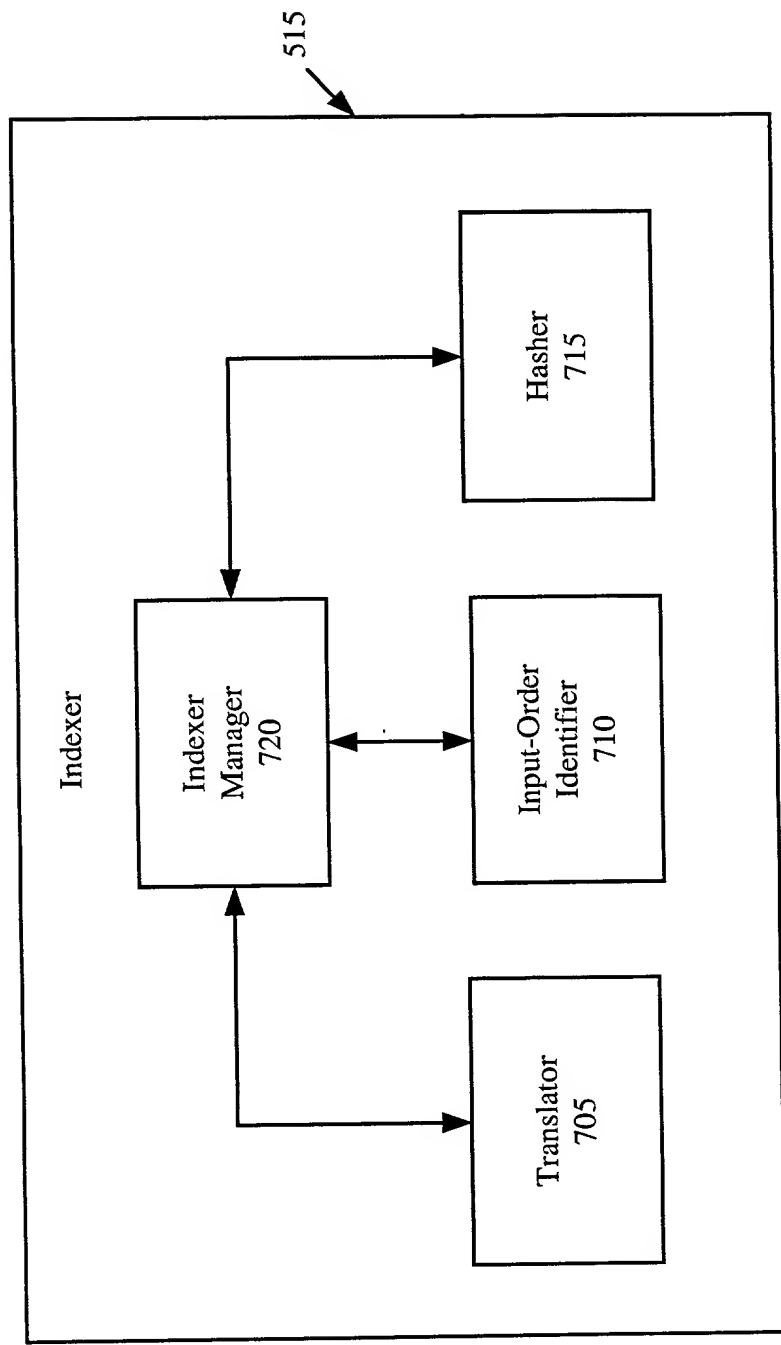 Indexer
515
Indexer
Manager
720
Translator
705
Input-Order
Identifier
710
Hasher
715